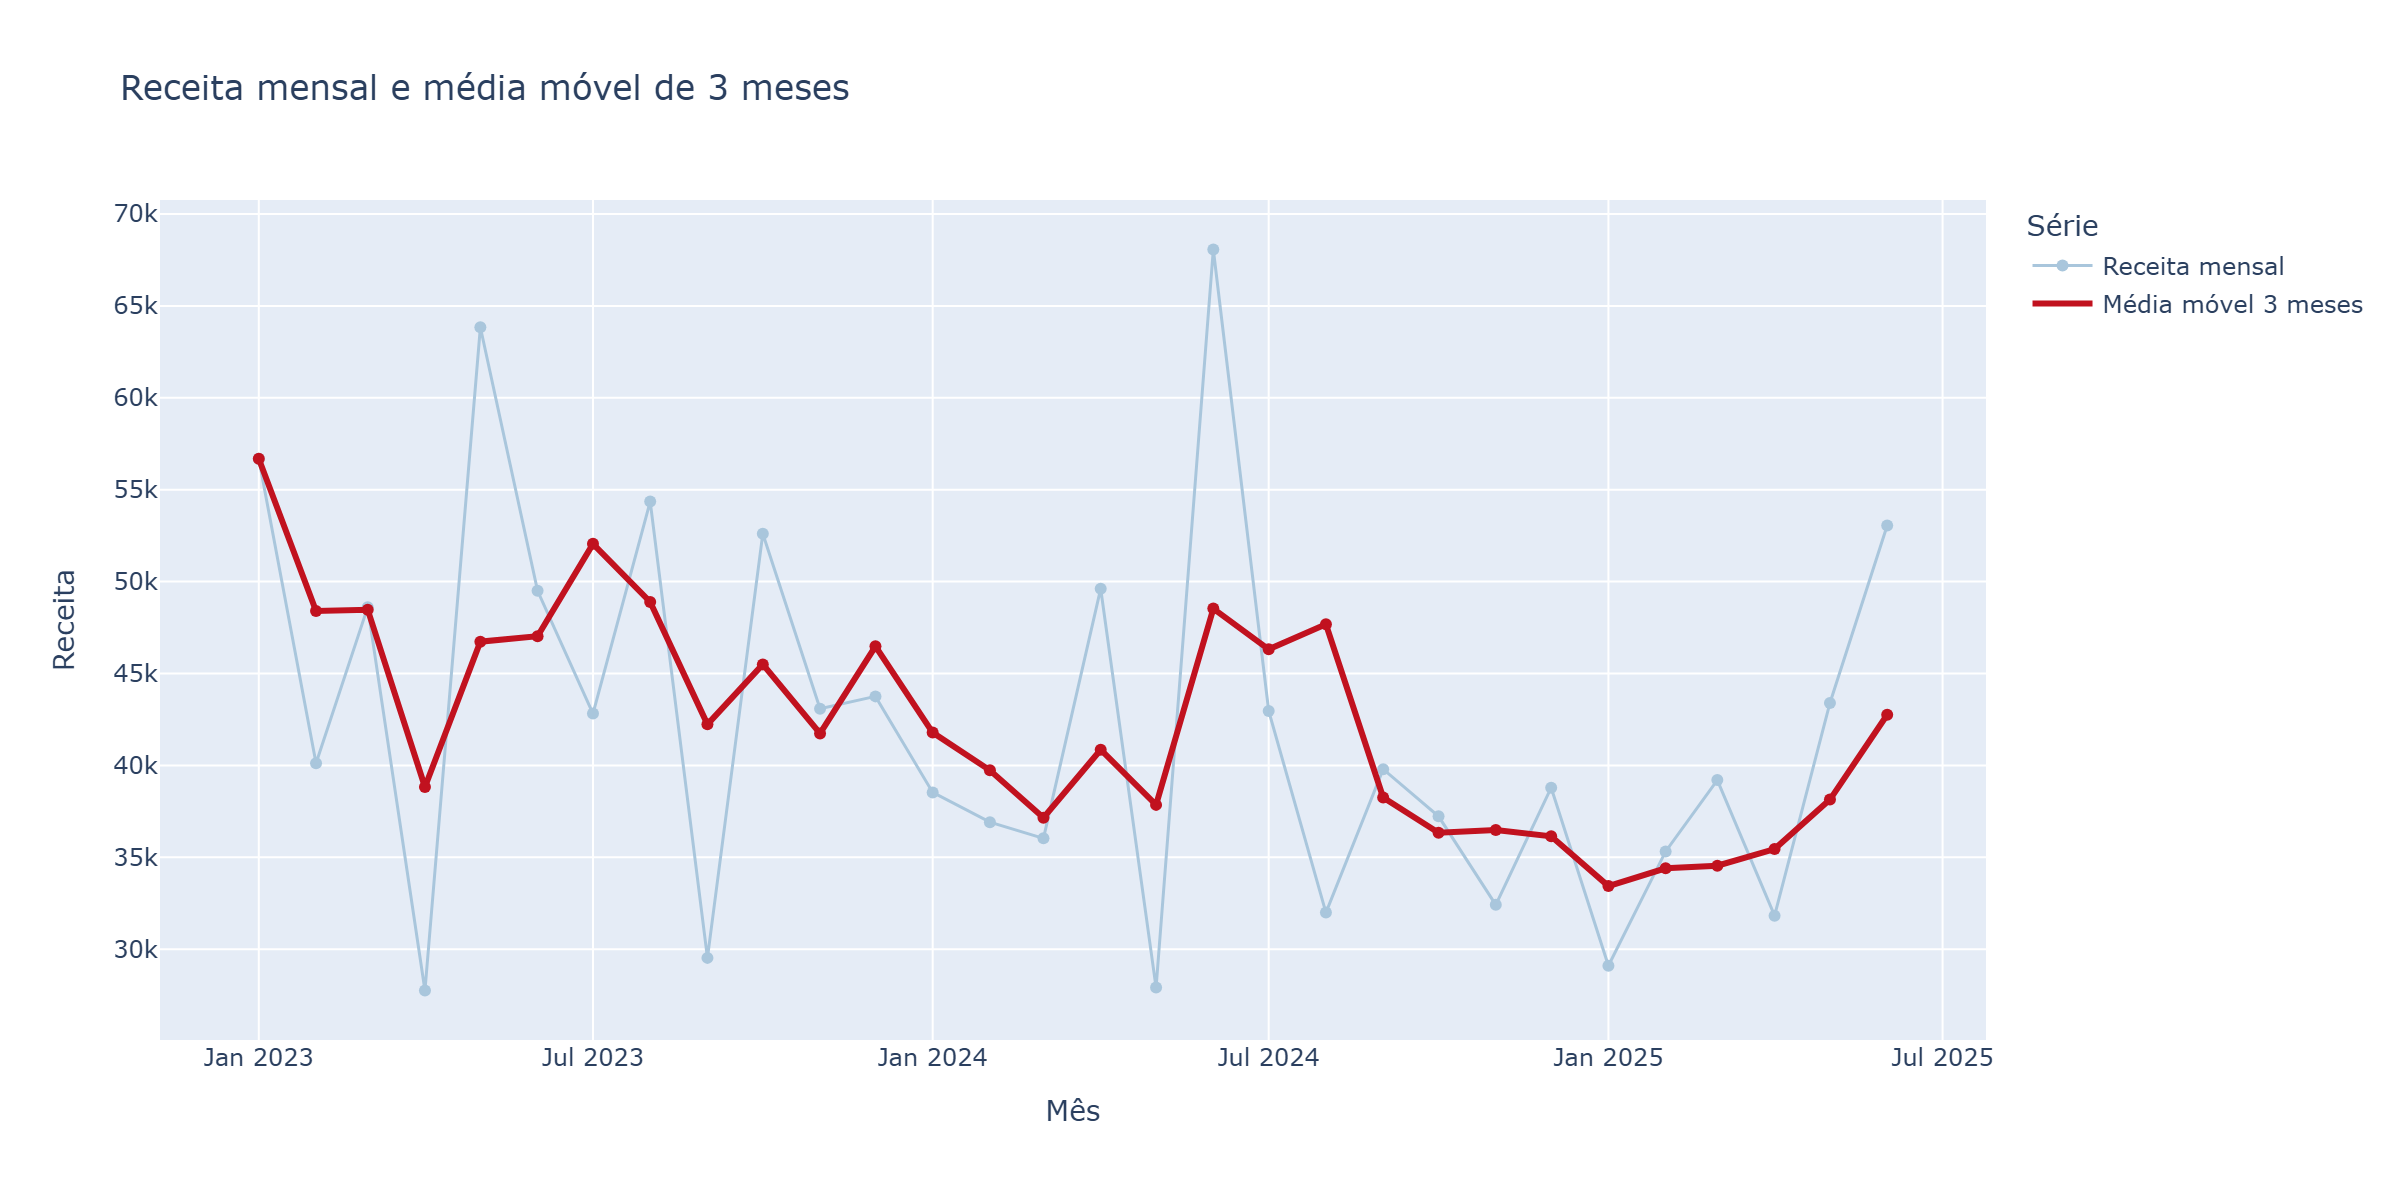 Receita mensal e média móvel de 3 meses
70k
65k
60k
55k
50k
45k
40k
35k
30k
Receita
Jan 2023 Jul 2023 Jan 2024 Jul 2024 Jan 2025 Jul 2025
Mês
Série
Receita mensal
Média móvel 3 meses